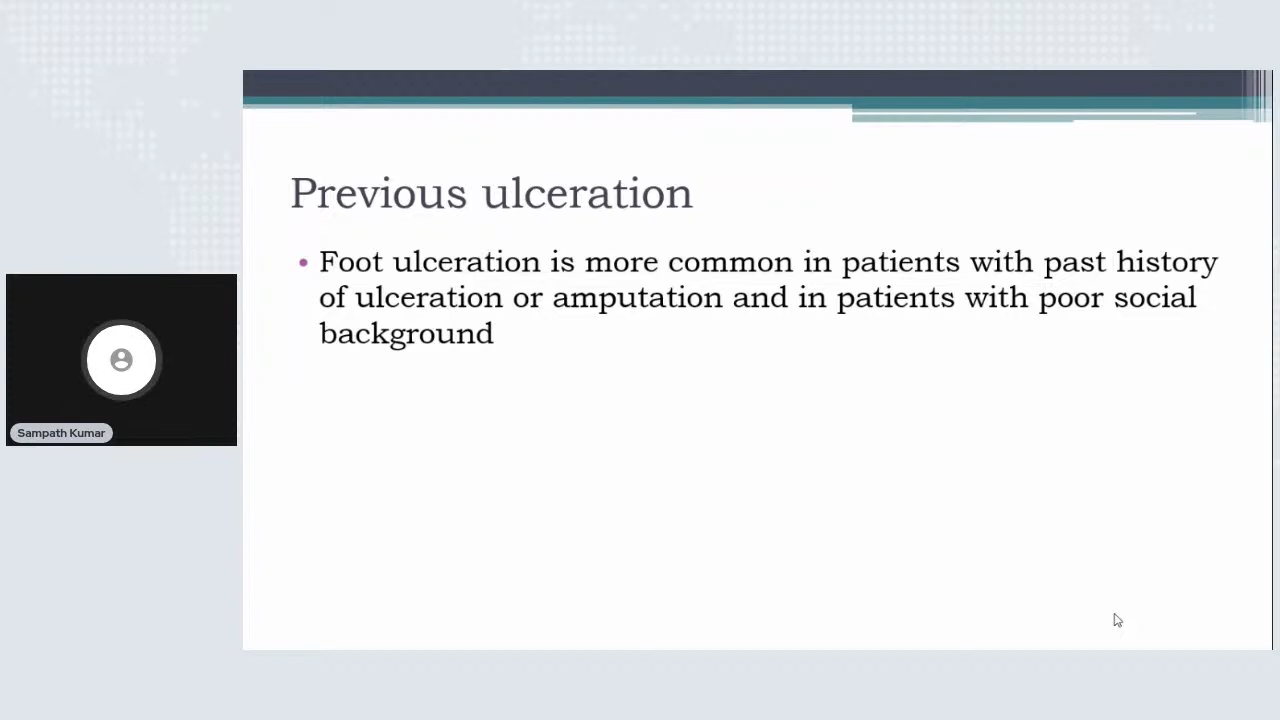 Previous ulceration
• Foot ulceration is more common in patients with past history
of ulceration or amputation and in patients with poor social
background
Sampath Kumar